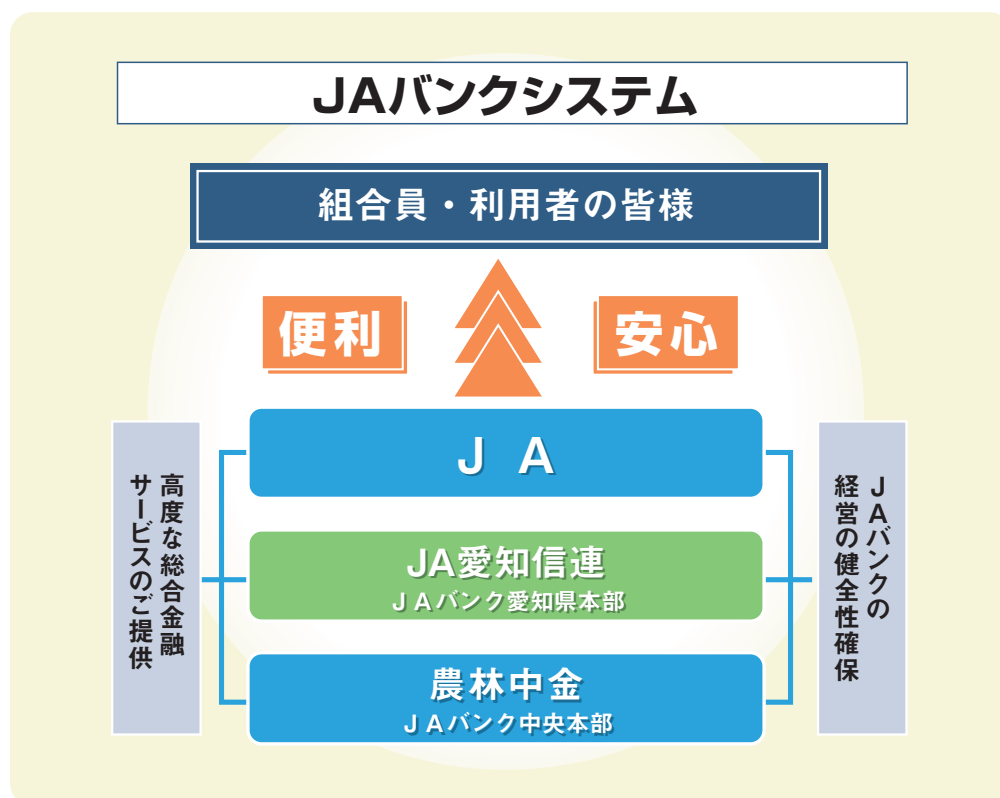 JAバンクシステム
組合員・利用者の皆様
便利
安心
J A
JA愛知信連
JAバンク愛知県本部
農林中金
JAバンク中央本部
高度な総合金融
サービスのご提供
JAバンクの
経営の健全性確保